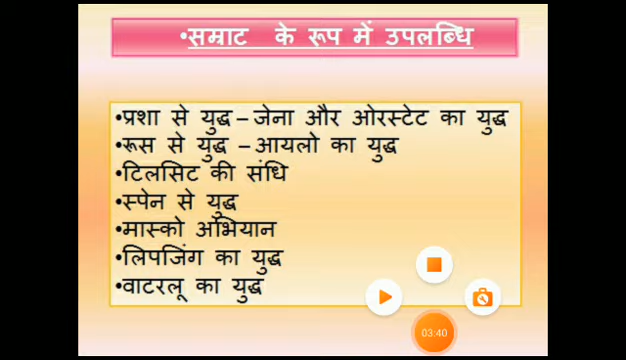 •सम्राट के रूप में उपलब्धि
•प्रशा से युद्ध – जेना और ओरस्टेट का युद्ध
•रूस से युद्ध – आयलो का युद्ध
•टिलसिट की संधि
•स्पेन से युद्ध
•मास्को अभियान
•लिपजिंग का युद्ध
•वाटरलू का युद्ध
03:40